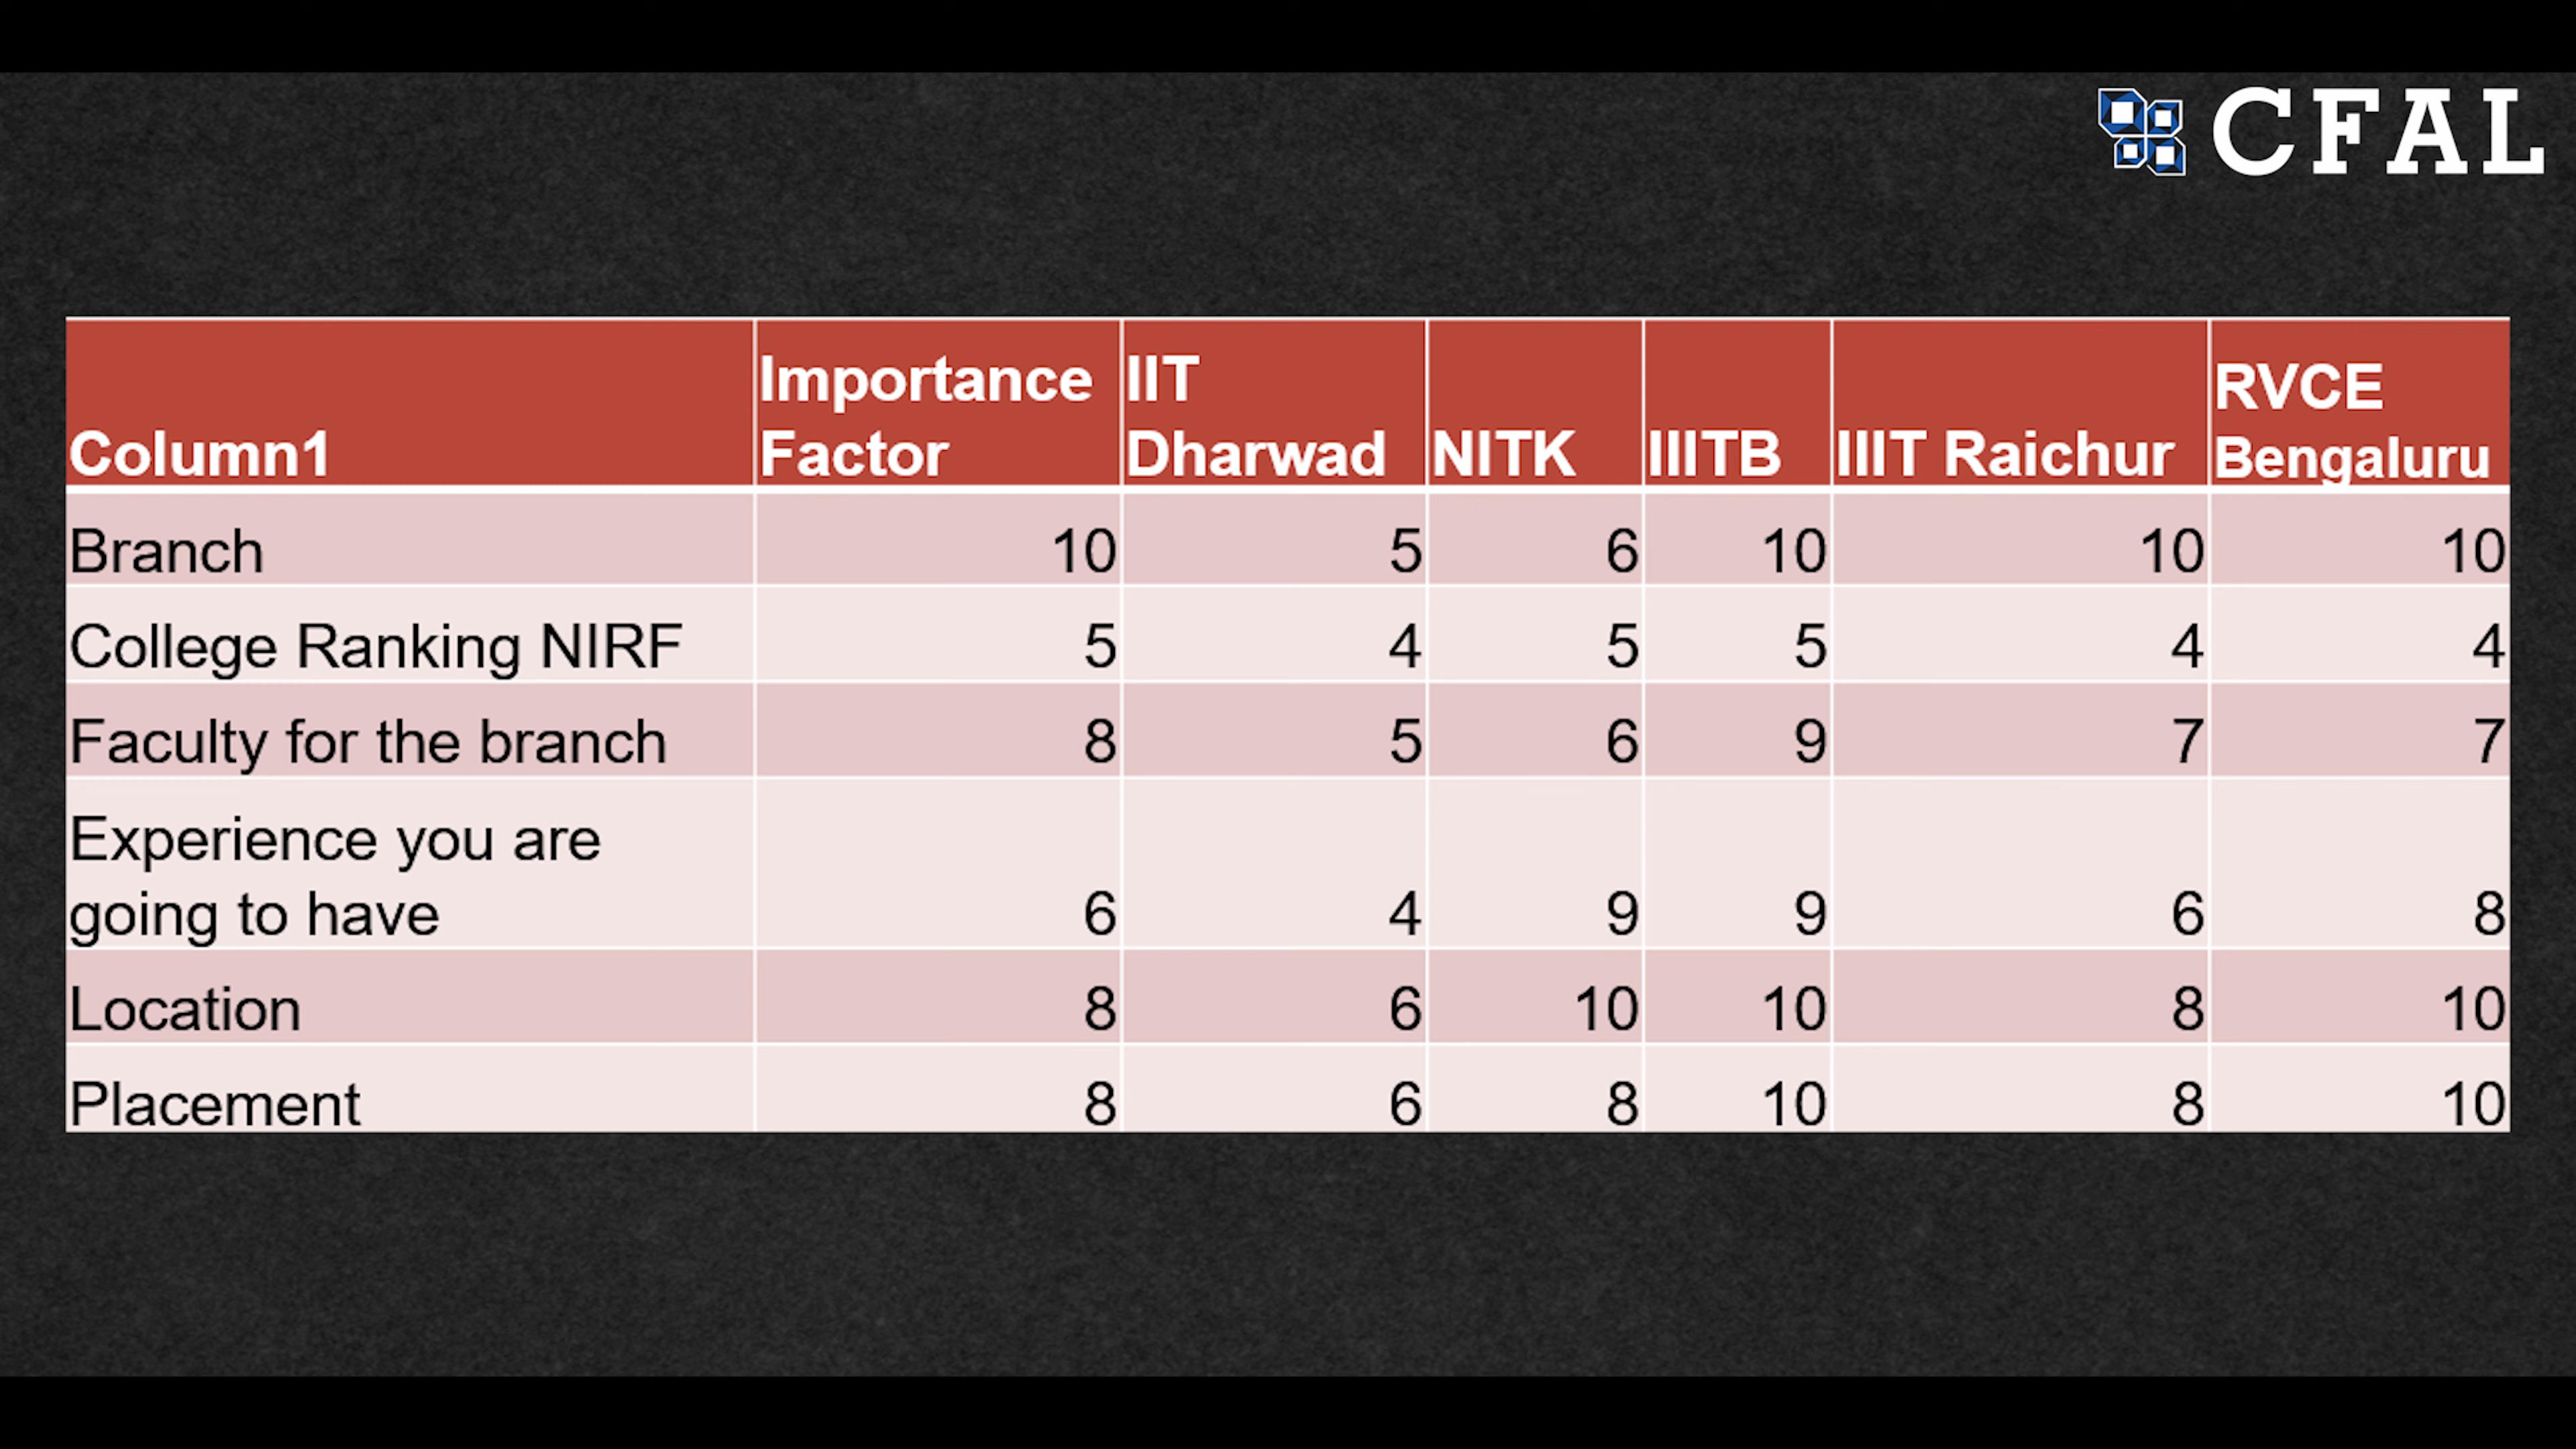 CFAL
Column1 Importance Factor IIT Dharwad NITK IIITB IIIT Raichur RVCE Bengaluru
Branch 10 5 6 10 10 10
College Ranking NIRF 5 4 5 5 4 4
Faculty for the branch 8 5 6 9 7 7
Experience you are going to have 6 4 9 9 6 8
Location 8 6 10 10 8 10
Placement 8 6 8 10 8 10